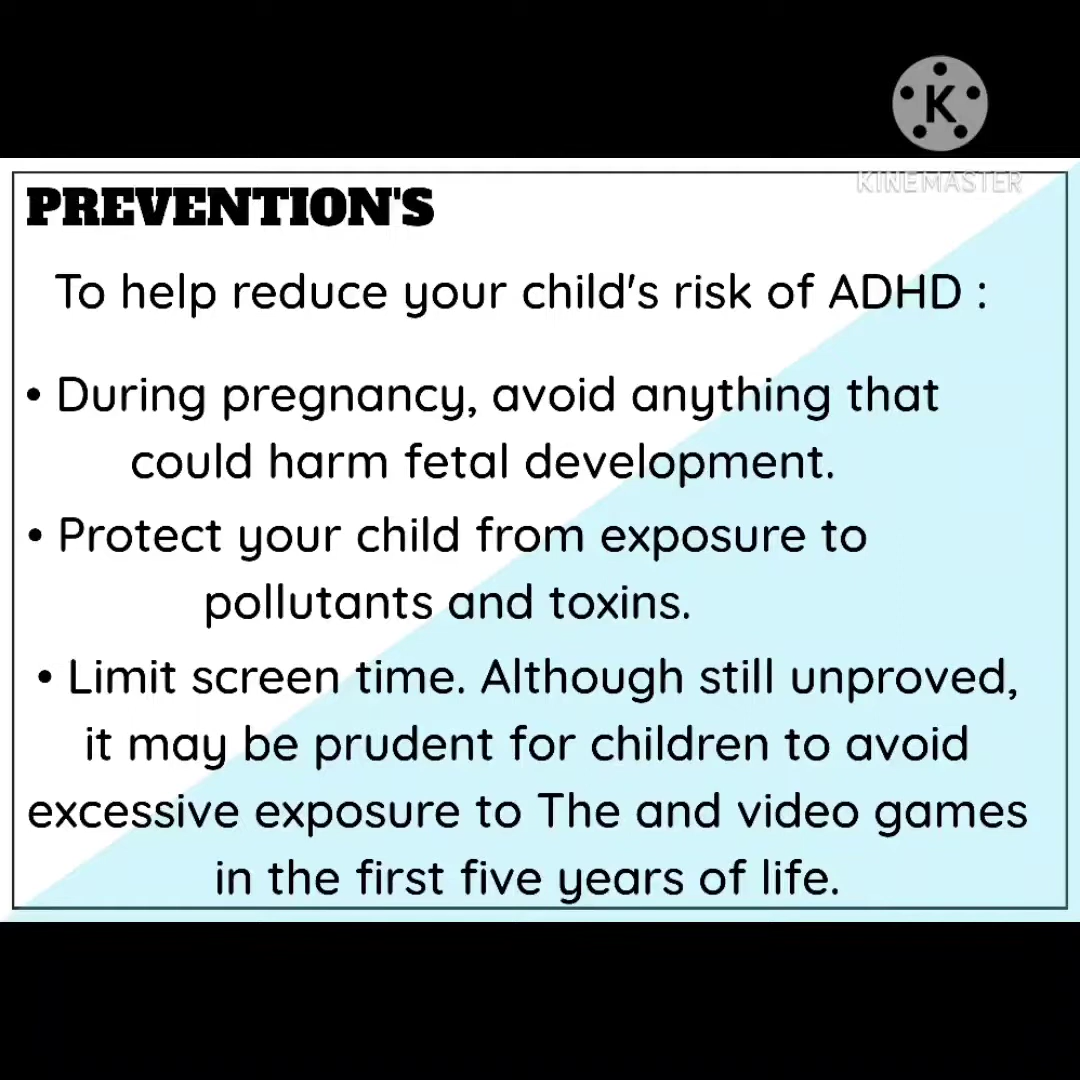 K
KINEMASTER
PREVENTION'S
To help reduce your child's risk of ADHD :
• During pregnancy, avoid anything that
could harm fetal development.
• Protect your child from exposure to
pollutants and toxins.
• Limit screen time. Although still unproved,
it may be prudent for children to avoid
excessive exposure to The and video games
in the first five years of life.